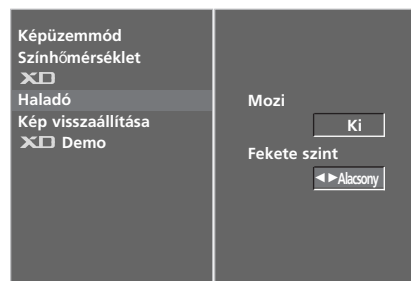 Képüzemmód
Színhőmérséklet
XD
Haladó
Kép visszaállítása
XD Demo
Mozi
Ki
Fekete szint
◄►Alacsony